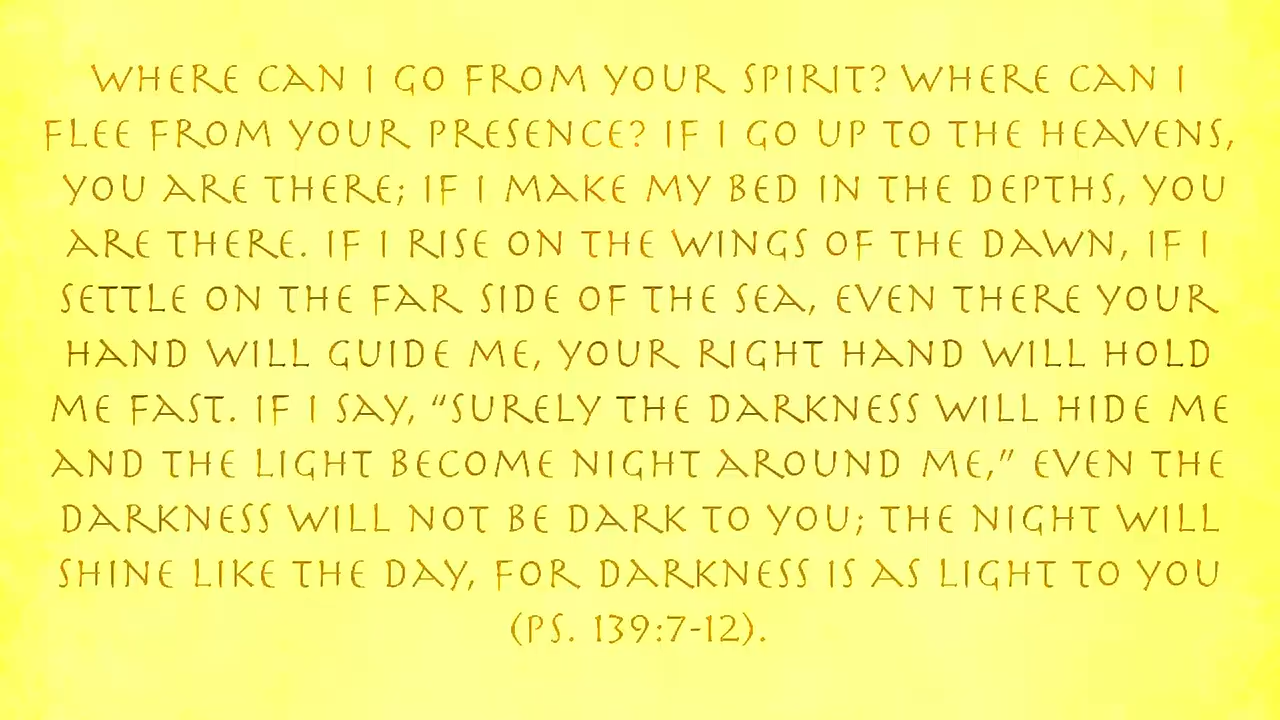 WHERE CAN I GO FROM YOUR SPIRIT? WHERE CAN I
FLEE FROM YOUR PRESENCE? IF I GO UP TO THE HEAVENS,
YOU ARE THERE; IF I MAKE MY BED IN THE DEPTHS, YOU
ARE THERE. IF I RISE ON THE WINGS OF THE DAWN, IF I
SETTLE ON THE FAR SIDE OF THE SEA, EVEN THERE YOUR
HAND WILL GUIDE ME, YOUR RIGHT HAND WILL HOLD
ME FAST. IF I SAY, “SURELY THE DARKNESS WILL HIDE ME
AND THE LIGHT BECOME NIGHT AROUND ME,” EVEN THE
DARKNESS WILL NOT BE DARK TO YOU; THE NIGHT WILL
SHINE LIKE THE DAY, FOR DARKNESS IS AS LIGHT TO YOU
(PS. 139:7-12).